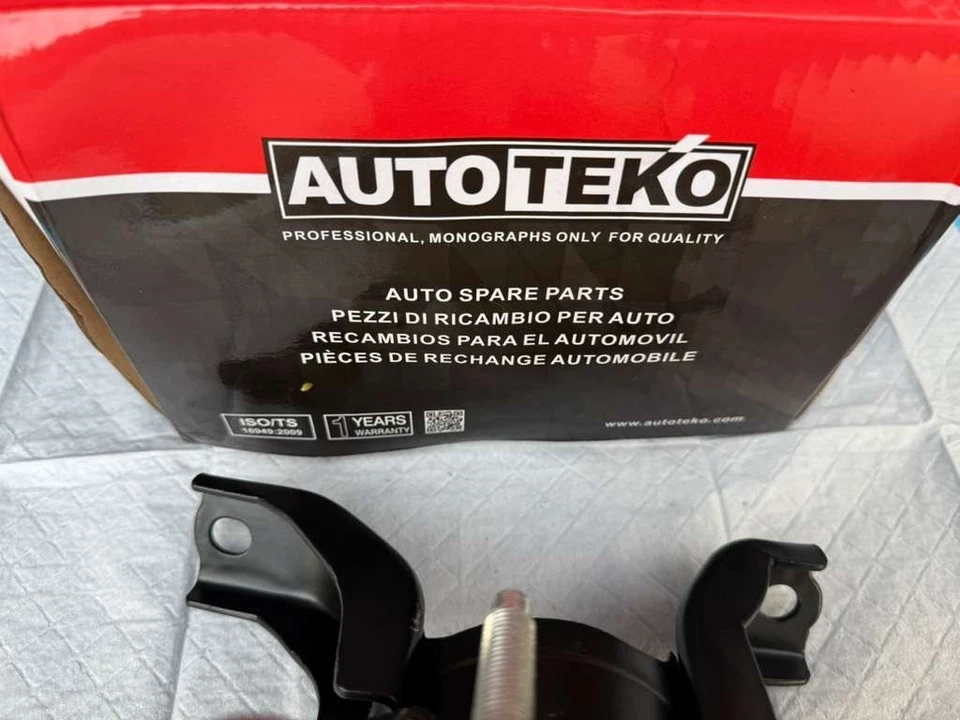 AUTOTEKO
PROFESSIONAL, MONOGRAPHS ONLY FOR QUALITY
AUTO SPARE PARTS
PEZZI DI RICAMBIO PER AUTO
RECAMBIOS PARA EL AUTOMOVIL
PIÈCES DE RECHANGE AUTOMOBILE
ISO/TS
16949:2009
1 YEARS
WARRANTY
www.autoteko.com